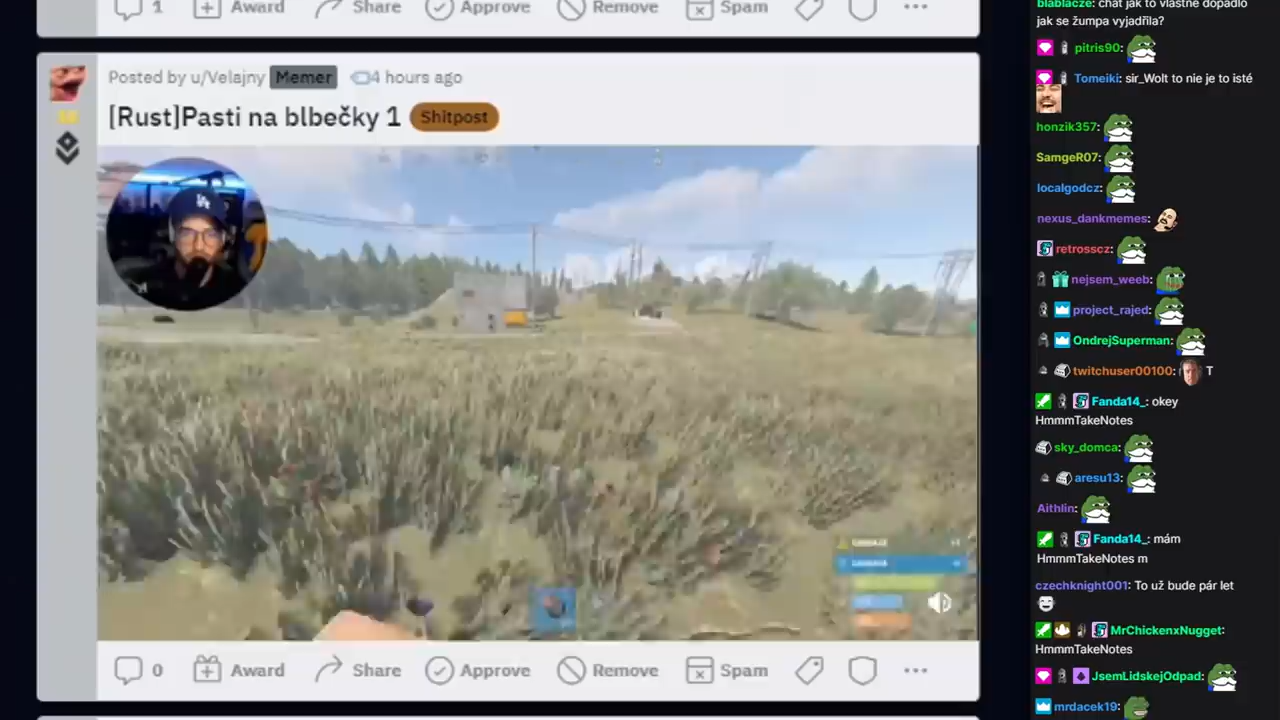 1 Award Share Approve Remove Spam
Posted by u/Velajny Memer 4 hours ago
[Rust]Pasti na blbečky 1 Shitpost
LA
0 Award Share Approve Remove Spam
blablacze: chat jak to vlastně dopadlo
jak se žumpa vyjadřila?
pitris90:
Tomeiki: sir_Wolt to nie je to isté
honzik357:
SamgeR07:
localgodcz:
nexus_dankmemes:
retrosscz:
nejsem_weeb:
project_rajed:
OndrejSuperman:
twitchuser00100: T
Fanda14_: okey
HmmmTakeNotes
sky_domca:
aresu13:
Aithlin:
Fanda14_: mám
HmmmTakeNotes m
czechknight001: To už bude pár let
MrChickenxNugget:
HmmmTakeNotes
JsemLidskejOdpad:
mrdacek19: